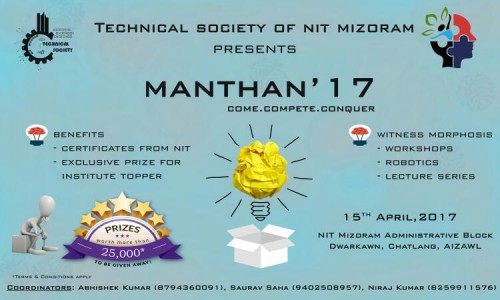 TECHNICAL SOCIETY OF NIT MIZORAM
PRESENTS
TECHNICAL
SOCIETY
MANTHAN'17
COME.COMPETE.CONQUER
BENEFITS
- CERTIFICATES FROM NIT
- EXCLUSIVE PRIZE FOR
INSTITUTE TOPPER
WITNESS MORPHOSIS
- WORKSHOPS
- ROBOTICS
- LECTURE SERIES
PRIZES
worth more than
25,000*
TO BE GIVEN AWAY!
15TH APRIL,2017
NIT MIZORAM ADMINISTRATIVE BLOCK
DWARKAWN, CHATLANG, AIZAWL
*TERMS & CONDITIONS APPLY
COORDINATORS: ABHISHEK KUMAR (8794360091), SAURAV SAHA (9402508957), NIRAJ KUMAR (8259911576)